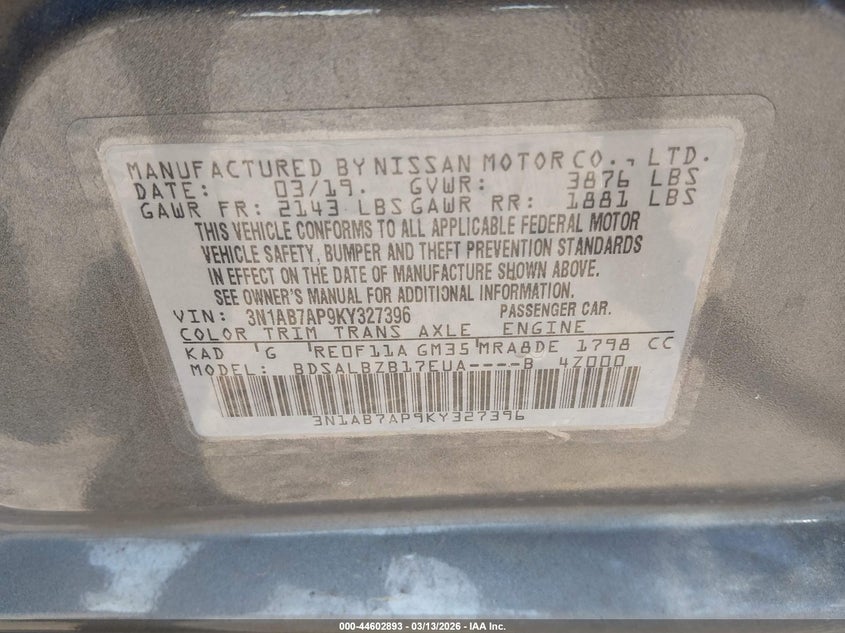 MANUFACTURED BY NISSAN MOTOR CO., LTD.
DATE: 03/19. GVWR: 3876 LBS
GAWR FR: 2143 LBS GAWR RR: 1881 LBS
THIS VEHICLE CONFORMS TO ALL APPLICABLE FEDERAL MOTOR
VEHICLE SAFETY, BUMPER AND THEFT PREVENTION STANDARDS
IN EFFECT ON THE DATE OF MANUFACTURE SHOWN ABOVE.
SEE OWNER'S MANUAL FOR ADDITIONAL INFORMATION.
VIN: 3N1AB7AP9KY327396 PASSENGER CAR.
COLOR TRIM TRANS AXLE ENGINE
KAD G RE0F11A GM35 MRA8DE 1798 CC
MODEL: BDSALBZB17EUA----B 4Z000
3N1AB7AP9KY327396
000-44602893 - 03/13/2026 - IAA Inc.